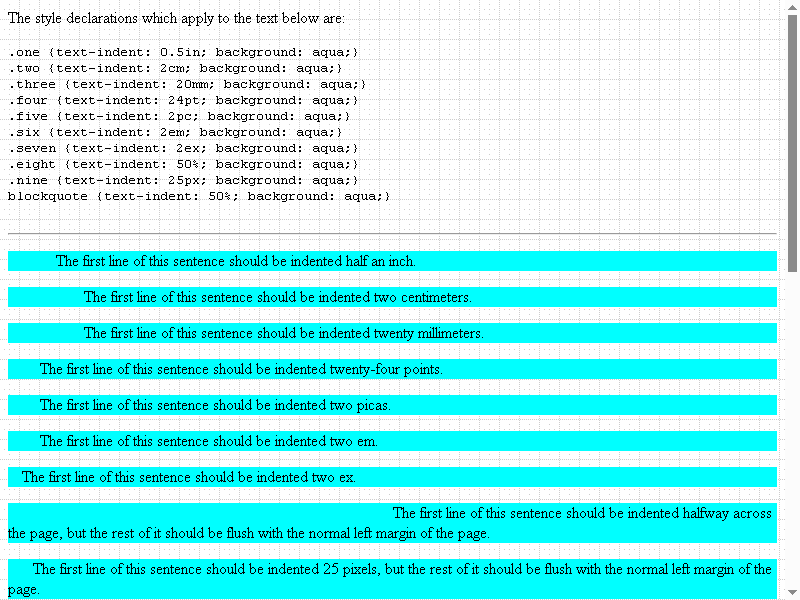 The style declarations which apply to the text below are:
.one {text-indent: 0.5in; background: aqua;}
.two {text-indent: 2cm; background: aqua;}
.three {text-indent: 20mm; background: aqua;}
.four {text-indent: 24pt; background: aqua;}
.five {text-indent: 2pc; background: aqua;}
.six {text-indent: 2em; background: aqua;}
.seven {text-indent: 2ex; background: aqua;}
.eight {text-indent: 50%; background: aqua;}
.nine {text-indent: 25px; background: aqua;}
blockquote {text-indent: 50%; background: aqua;}
The first line of this sentence should be indented half an inch.
The first line of this sentence should be indented two centimeters.
The first line of this sentence should be indented twenty millimeters.
The first line of this sentence should be indented twenty-four points.
The first line of this sentence should be indented two picas.
The first line of this sentence should be indented two em.
The first line of this sentence should be indented two ex.
The first line of this sentence should be indented halfway across
the page, but the rest of it should be flush with the normal left margin of the page.
The first line of this sentence should be indented 25 pixels, but the rest of it should be flush with the normal left margin of the
page.